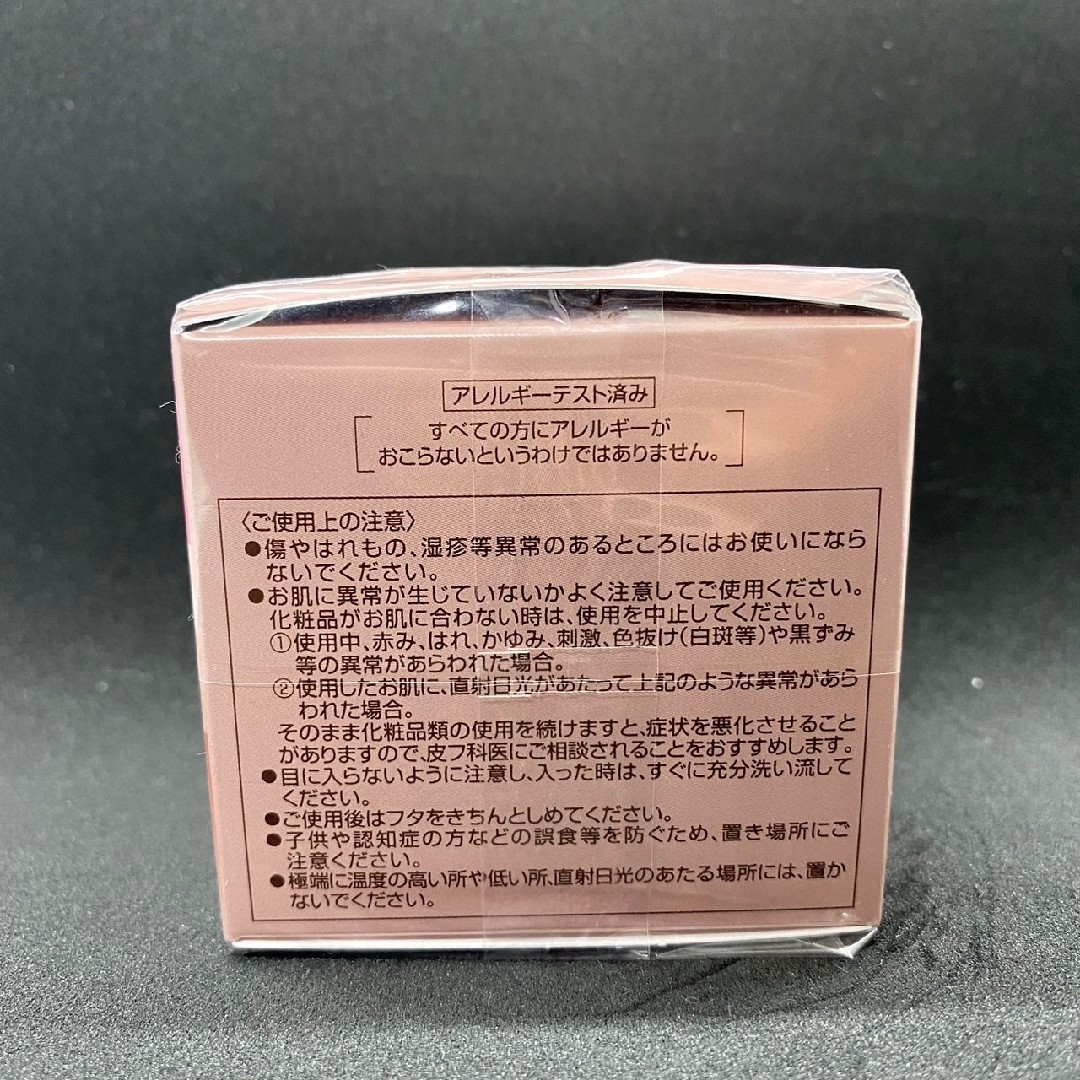 アレルギーテスト済み
すべての方にアレルギーが
おこらないというわけではありません。
〈ご使用上の注意〉
●傷やはれもの、湿疹等異常のあるところにはお使いになら
ないでください。
●お肌に異常が生じていないかよく注意してご使用ください。
化粧品がお肌に合わない時は、使用を中止してください。
①使用中、赤み、はれ、かゆみ、刺激、色抜け(白斑等)や黒ずみ
等の異常があらわれた場合。
②使用したお肌に、直射日光があたって上記のような異常があら
われた場合。
そのまま化粧品類の使用を続けますと、症状を悪化させること
がありますので、皮フ科医にご相談されることをおすすめします。
●目に入らないように注意し、入った時は、すぐに充分洗い流して
ください。
●ご使用後はフタをきちんとしめてください。
●子供や認知症の方などの誤食等を防ぐため、置き場所にご
注意ください。
●極端に温度の高い所や低い所、直射日光のあたる場所には、置か
ないでください。